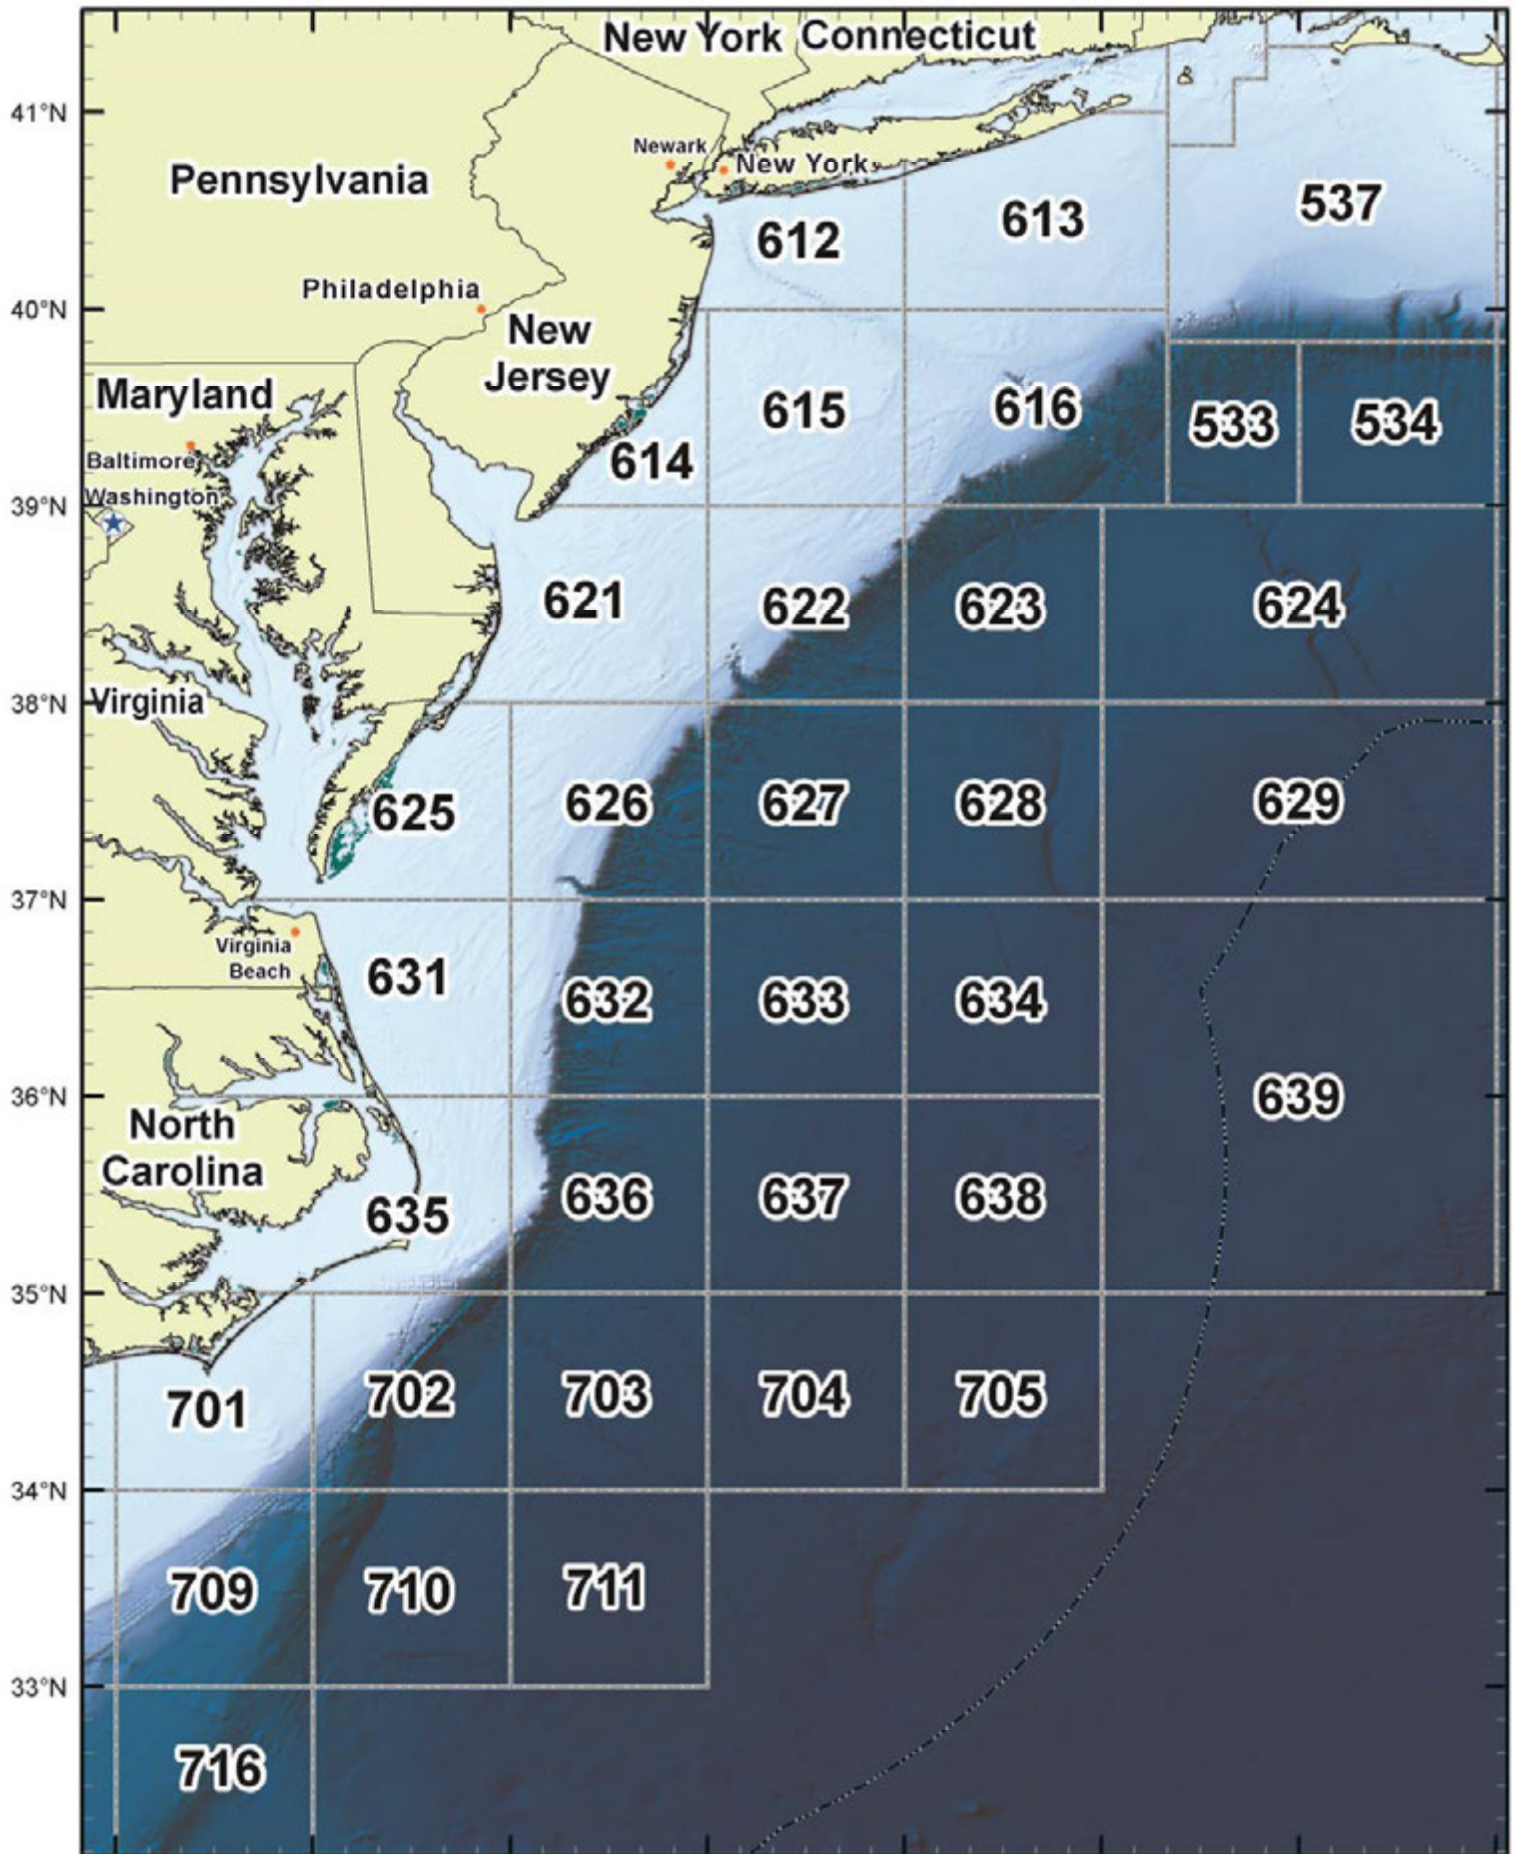 New York Connecticut
41°N
Newark
New York
Pennsylvania
612
613
537
Philadelphia
40°N
New
Jersey
Maryland
615
616
533
534
Baltimore
614
Washington
39°N
621
622
623
624
Virginia
38°N
625
626
627
628
629
37°N
Virginia
Beach
631
632
633
634
36°N
639
North
Carolina
635
636
637
638
35°N
701
702
703
704
705
34°N
709
710
711
33°N
716